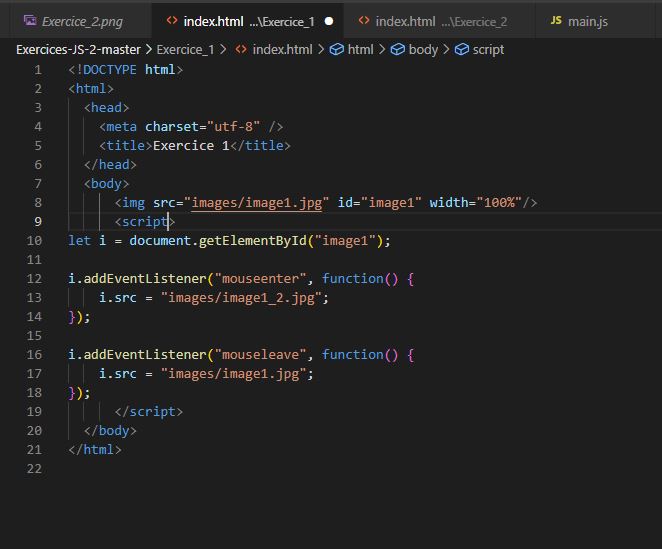 Exercice_2.png index.html ...\Exercice_1 index.html ...\Exercice_2 JS main.js
Exercices-JS-2-master > Exercice_1 > index.html > html > body > script
1 <!DOCTYPE html>
2 <html>
3 <head>
4 <meta charset="utf-8" />
5 <title>Exercice 1</title>
6 </head>
7 <body>
8 <img src="images/image1.jpg" id="image1" width="100%"/>
9 <script>
10 let i = document.getElementById("image1");
11
12 i.addEventListener("mouseenter", function() {
13 i.src = "images/image1_2.jpg";
14 });
15
16 i.addEventListener("mouseleave", function() {
17 i.src = "images/image1.jpg";
18 });
19 </script>
20 </body>
21 </html>
22